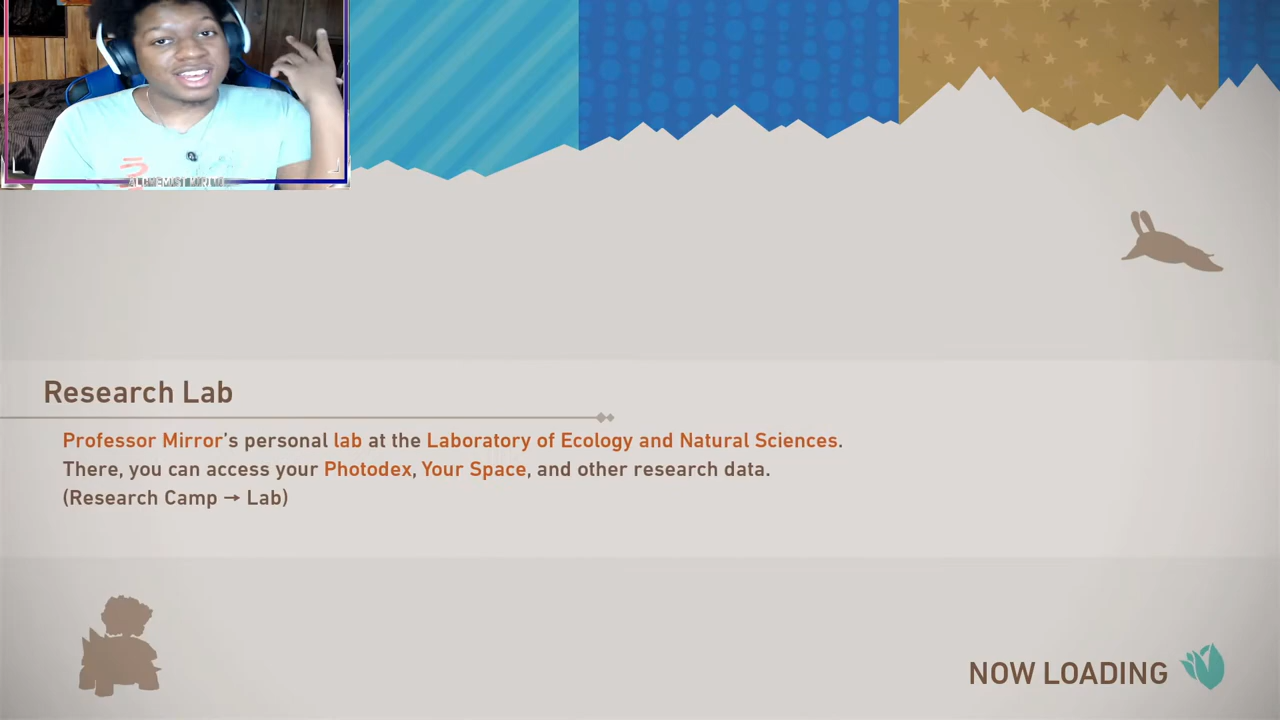 Research Lab
Professor Mirror's personal lab at the Laboratory of Ecology and Natural Sciences.
There, you can access your Photodex, Your Space, and other research data.
(Research Camp → Lab)
NOW LOADING